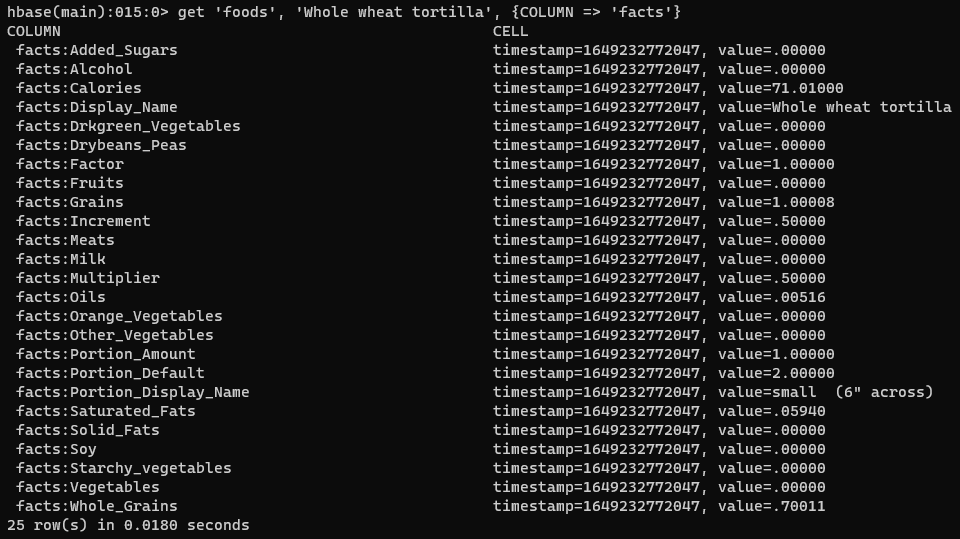 hbase(main):015:0> get 'foods', 'Whole wheat tortilla', {COLUMN => 'facts'}
COLUMN CELL
facts:Added_Sugars timestamp=1649232772047, value=.00000
facts:Alcohol timestamp=1649232772047, value=.00000
facts:Calories timestamp=1649232772047, value=71.01000
facts:Display_Name timestamp=1649232772047, value=Whole wheat tortilla
facts:Drkgreen_Vegetables timestamp=1649232772047, value=.00000
facts:Drybeans_Peas timestamp=1649232772047, value=.00000
facts:Factor timestamp=1649232772047, value=1.00000
facts:Fruits timestamp=1649232772047, value=.00000
facts:Grains timestamp=1649232772047, value=1.00008
facts:Increment timestamp=1649232772047, value=.50000
facts:Meats timestamp=1649232772047, value=.00000
facts:Milk timestamp=1649232772047, value=.00000
facts:Multiplier timestamp=1649232772047, value=.50000
facts:Oils timestamp=1649232772047, value=.00516
facts:Orange_Vegetables timestamp=1649232772047, value=.00000
facts:Other_Vegetables timestamp=1649232772047, value=.00000
facts:Portion_Amount timestamp=1649232772047, value=1.00000
facts:Portion_Default timestamp=1649232772047, value=2.00000
facts:Portion_Display_Name timestamp=1649232772047, value=small  (6" across)
facts:Saturated_Fats timestamp=1649232772047, value=.05940
facts:Solid_Fats timestamp=1649232772047, value=.00000
facts:Soy timestamp=1649232772047, value=.00000
facts:Starchy_vegetables timestamp=1649232772047, value=.00000
facts:Vegetables timestamp=1649232772047, value=.00000
facts:Whole_Grains timestamp=1649232772047, value=.70011
25 row(s) in 0.0180 seconds